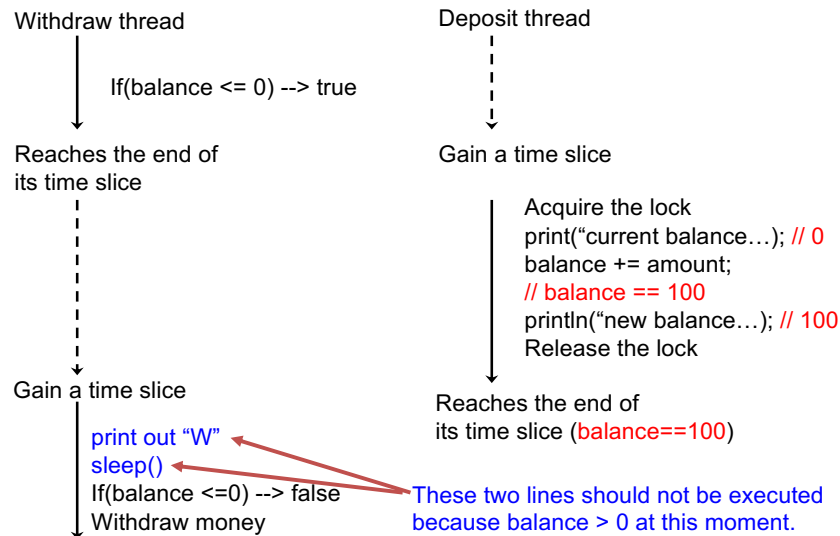 Withdraw thread
If(balance <= 0) --> true
Reaches the end of
its time slice
Gain a time slice
print out “W”
sleep()
If(balance <=0) --> false
Withdraw money
Deposit thread
Gain a time slice
Acquire the lock
print(“current balance…); // 0
balance += amount;
// balance == 100
println(“new balance…); // 100
Release the lock
Reaches the end of
its time slice (balance==100)
These two lines should not be executed
because balance > 0 at this moment.